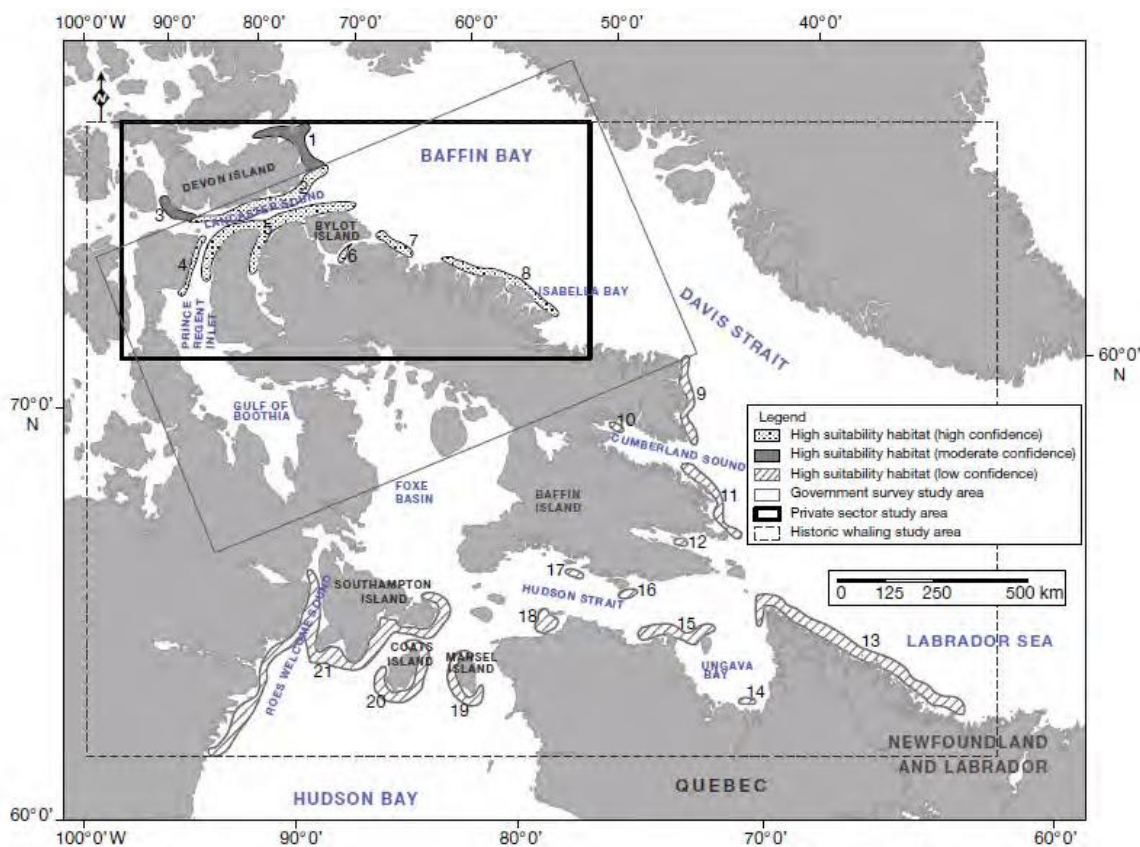 100°0'W 90°0' 80°0' 70°0' 60°0' 50°0' 40°0'
N
1
BAFFIN BAY
DEVON ISLAND
2
3
LANCASTER SOUND
5
BYLOT
ISLAND
7
4
6
8
ISABELLA BAY
PRINCE
REGENT
INLET
DAVIS STRAIT
60°0'
N
9
70°0'
N
GULF OF
BOOTHIA
10
CUMBERLAND SOUND
Legend
High suitability habitat (high confidence)
High suitability habitat (moderate confidence)
High suitability habitat (low confidence)
Government survey study area
Private sector study area
Historic whaling study area
FOXE
BASIN
BAFFIN
ISLAND
11
12
17
SOUTHAMPTON
ISLAND
HUDSON STRAIT
16
0 125 250 500 km
18
15
13
LABRADOR SEA
ROES WELCOME SOUND
COATS
ISLAND
MANSEL
ISLAND
UNGAVA
BAY
21
20
19
14
NEWFOUNDLAND
AND LABRADOR
QUEBEC
HUDSON BAY
60°0'
100°0'W 90°0' 80°0' 70°0' 60°0'